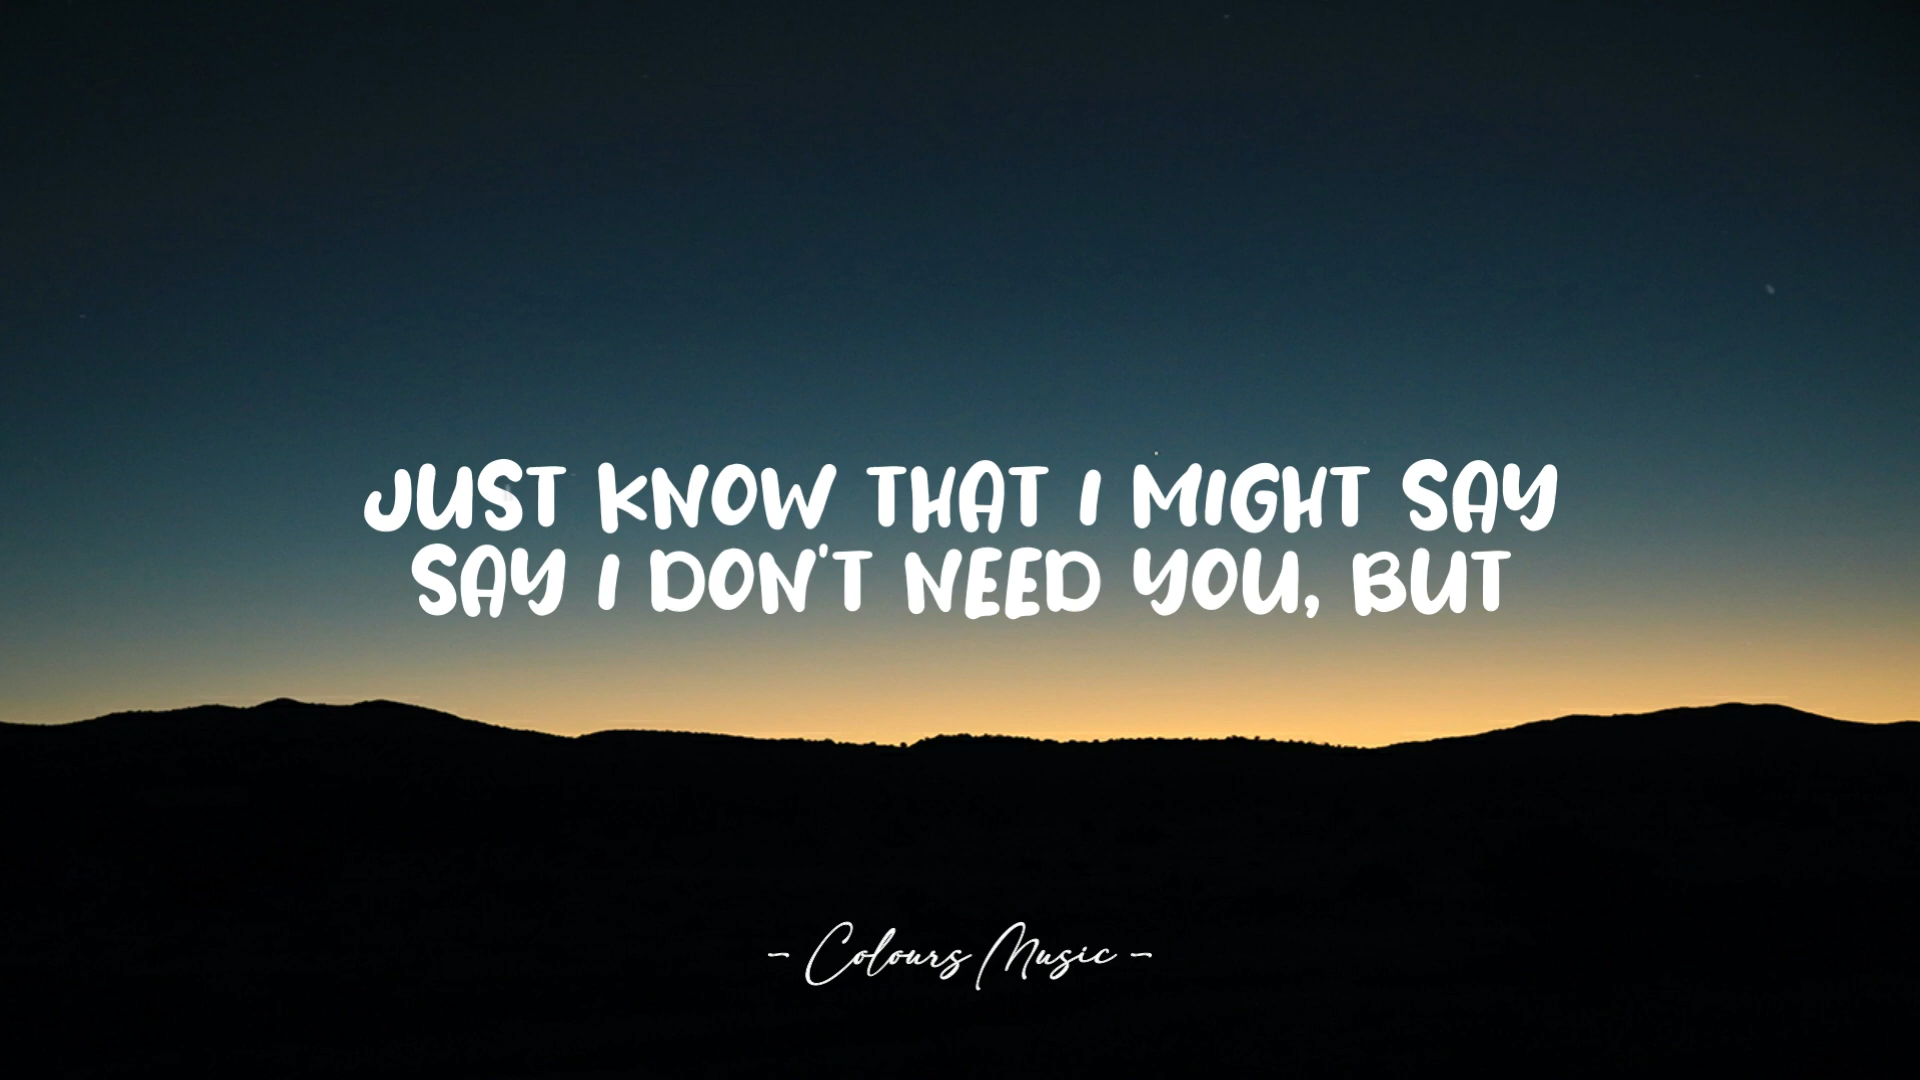 JUST KNOW THAT I MIGHT SAY
SAY I DON'T NEED YOU, BUT
- Colours Music -